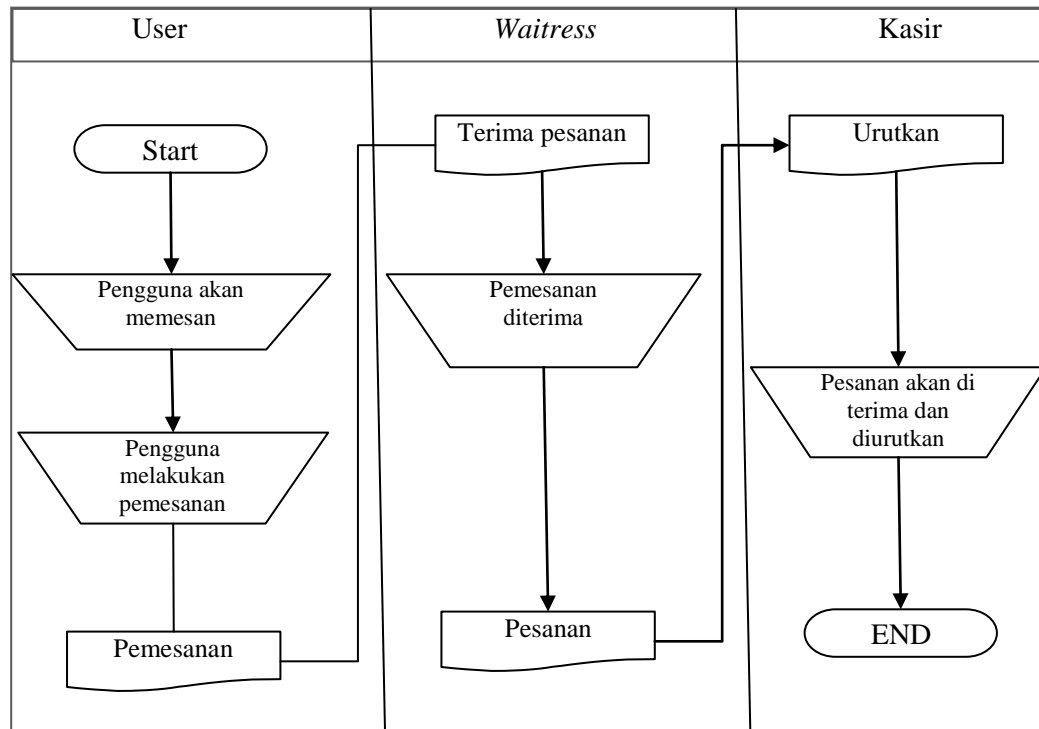 User
Waitress
Kasir
Start
Pengguna akan
memesan
Pengguna
melakukan
pemesanan
Pemesanan
Terima pesanan
Pemesanan
diterima
Pesanan
Urutkan
Pesanan akan di
terima dan
diurutkan
END